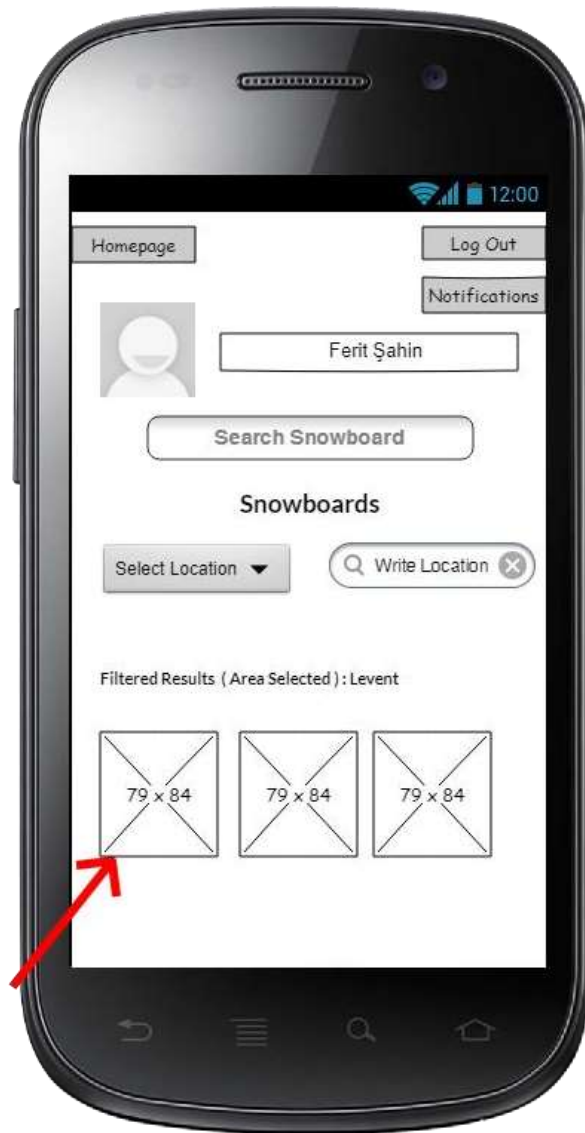 12:00
Homepage
Log Out
Notifications
Ferit Şahin
Search Snowboard
Snowboards
Select Location
Write Location
Filtered Results ( Area Selected ) : Levent
79 x 84
79 x 84
79 x 84